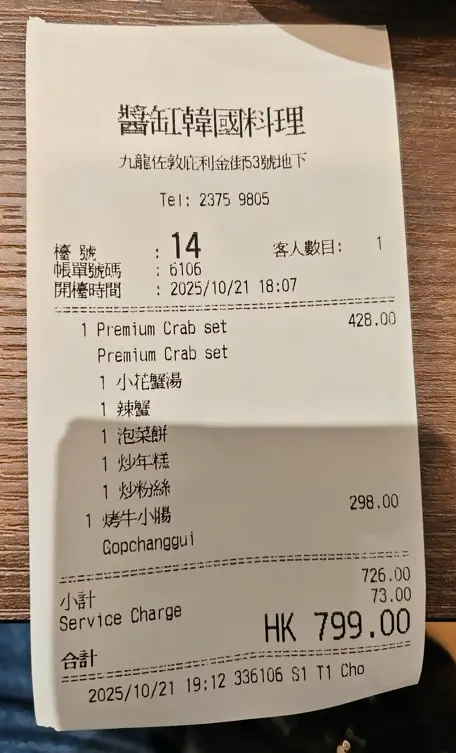 醬缸韓國料理
九龍佐敦庇利金街53號地下
Tel: 2375 9805
檯 號 : 14 客人數目: 1
帳單號碼 : 6106
開檯時間 : 2025/10/21 18:07
1 Premium Crab set 428.00
Premium Crab set
1 小花蟹湯
1 辣蟹
1 泡菜餅
1 炒年糕
1 炒粉絲
1 烤牛小腸 298.00
Gopchanggui
小計 726.00
Service Charge 73.00
合計 HK 799.00
2025/10/21 19:12 336106 S1 T1 Cho